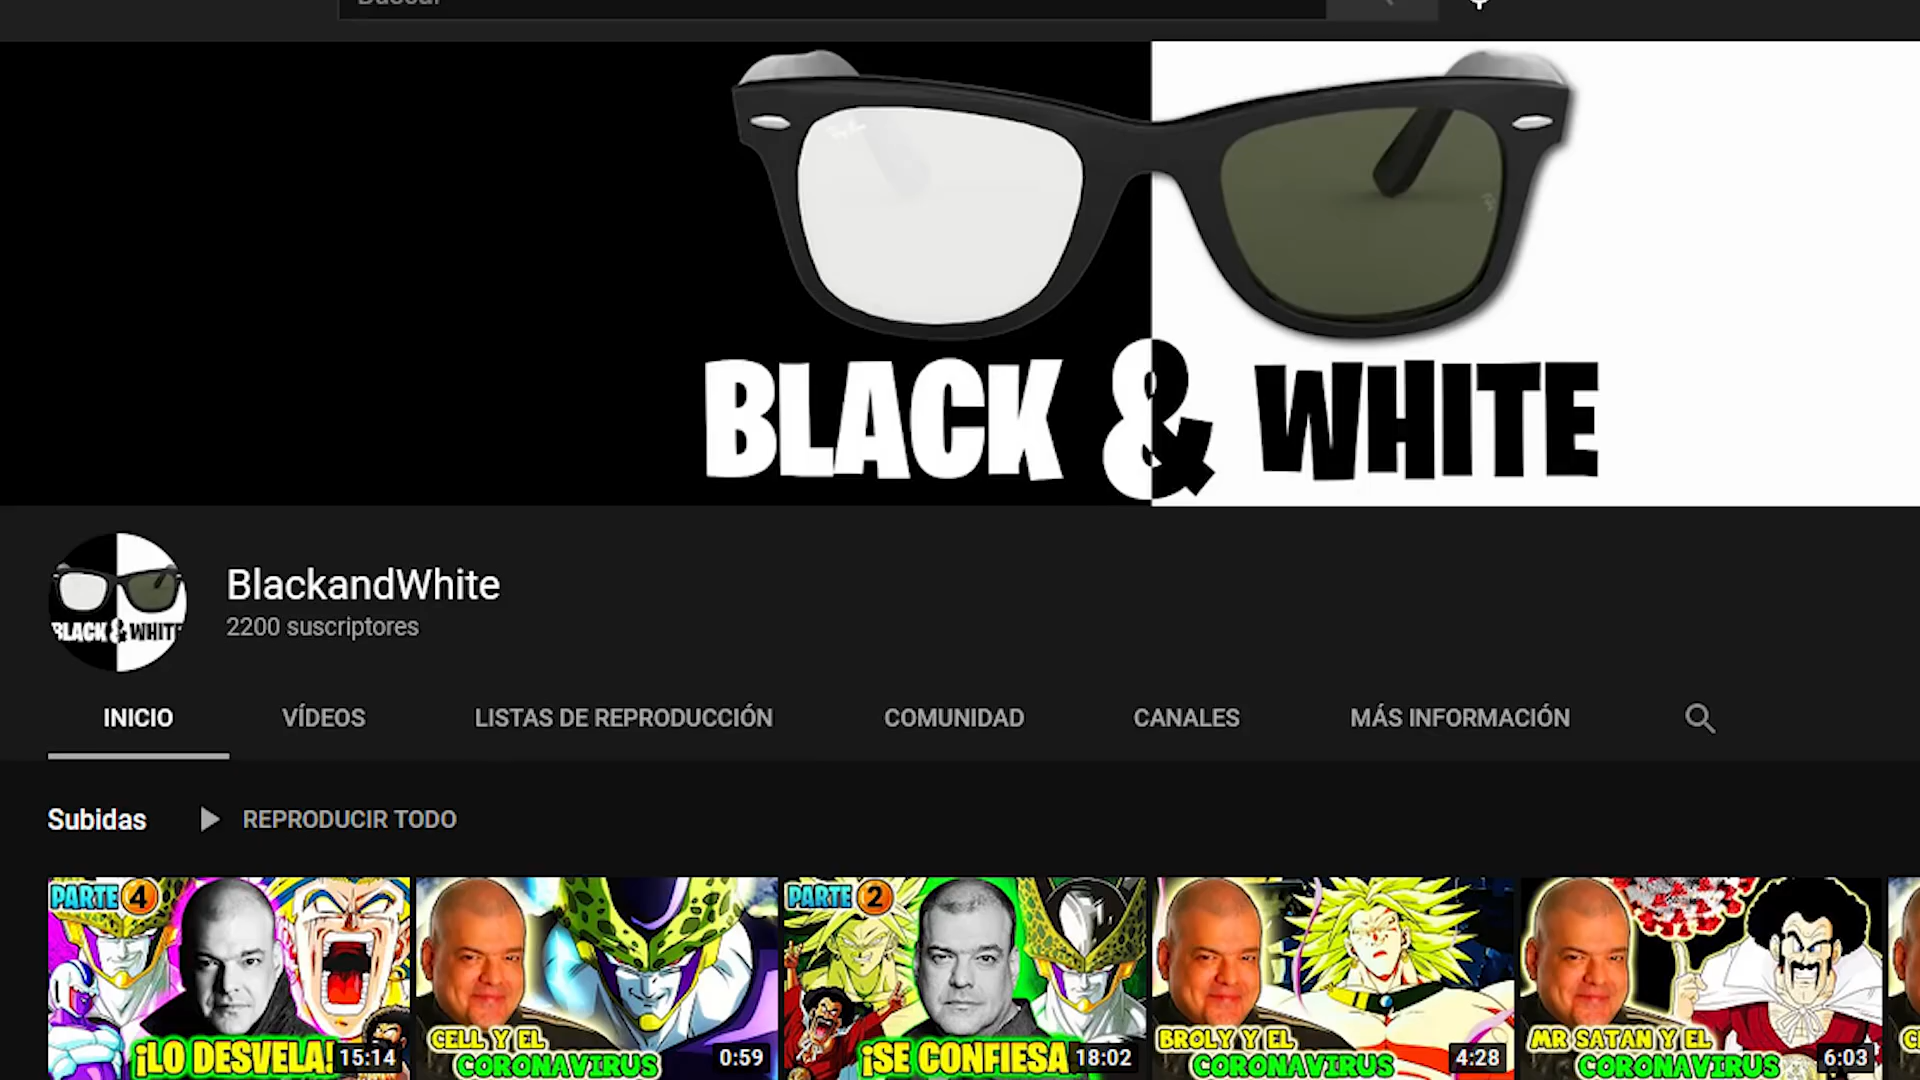 Buscar
BLACK & WHITE
BLACK & WHIT
BlackandWhite
2200 suscriptores
INICIO
VÍDEOS
LISTAS DE REPRODUCCIÓN
COMUNIDAD
CANALES
MÁS INFORMACIÓN
Subidas
REPRODUCIR TODO
PARTE 4
¡LO DESVELA!
15:14
CELL Y EL
CORONAVIRUS
0:59
PARTE 2
¡SE CONFIESA
18:02
BROLY Y EL
CORONAVIRUS
4:28
MR SATAN Y EL
CORONAVIRUS
6:03